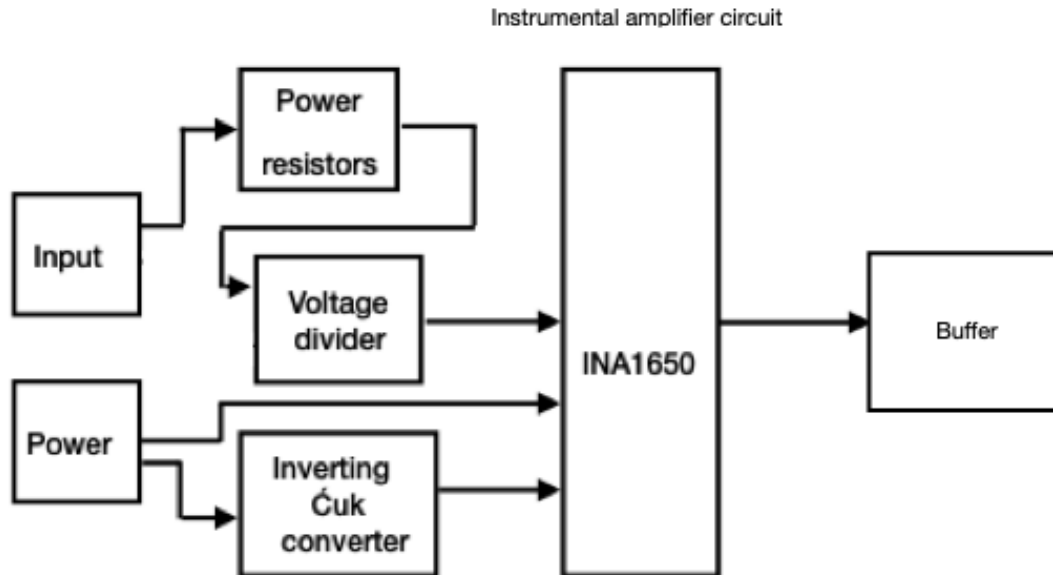 Instrumental amplifier circuit
Power
resistors
Input
Voltage
divider
INA1650
Buffer
Power
Inverting
Ćuk
converter